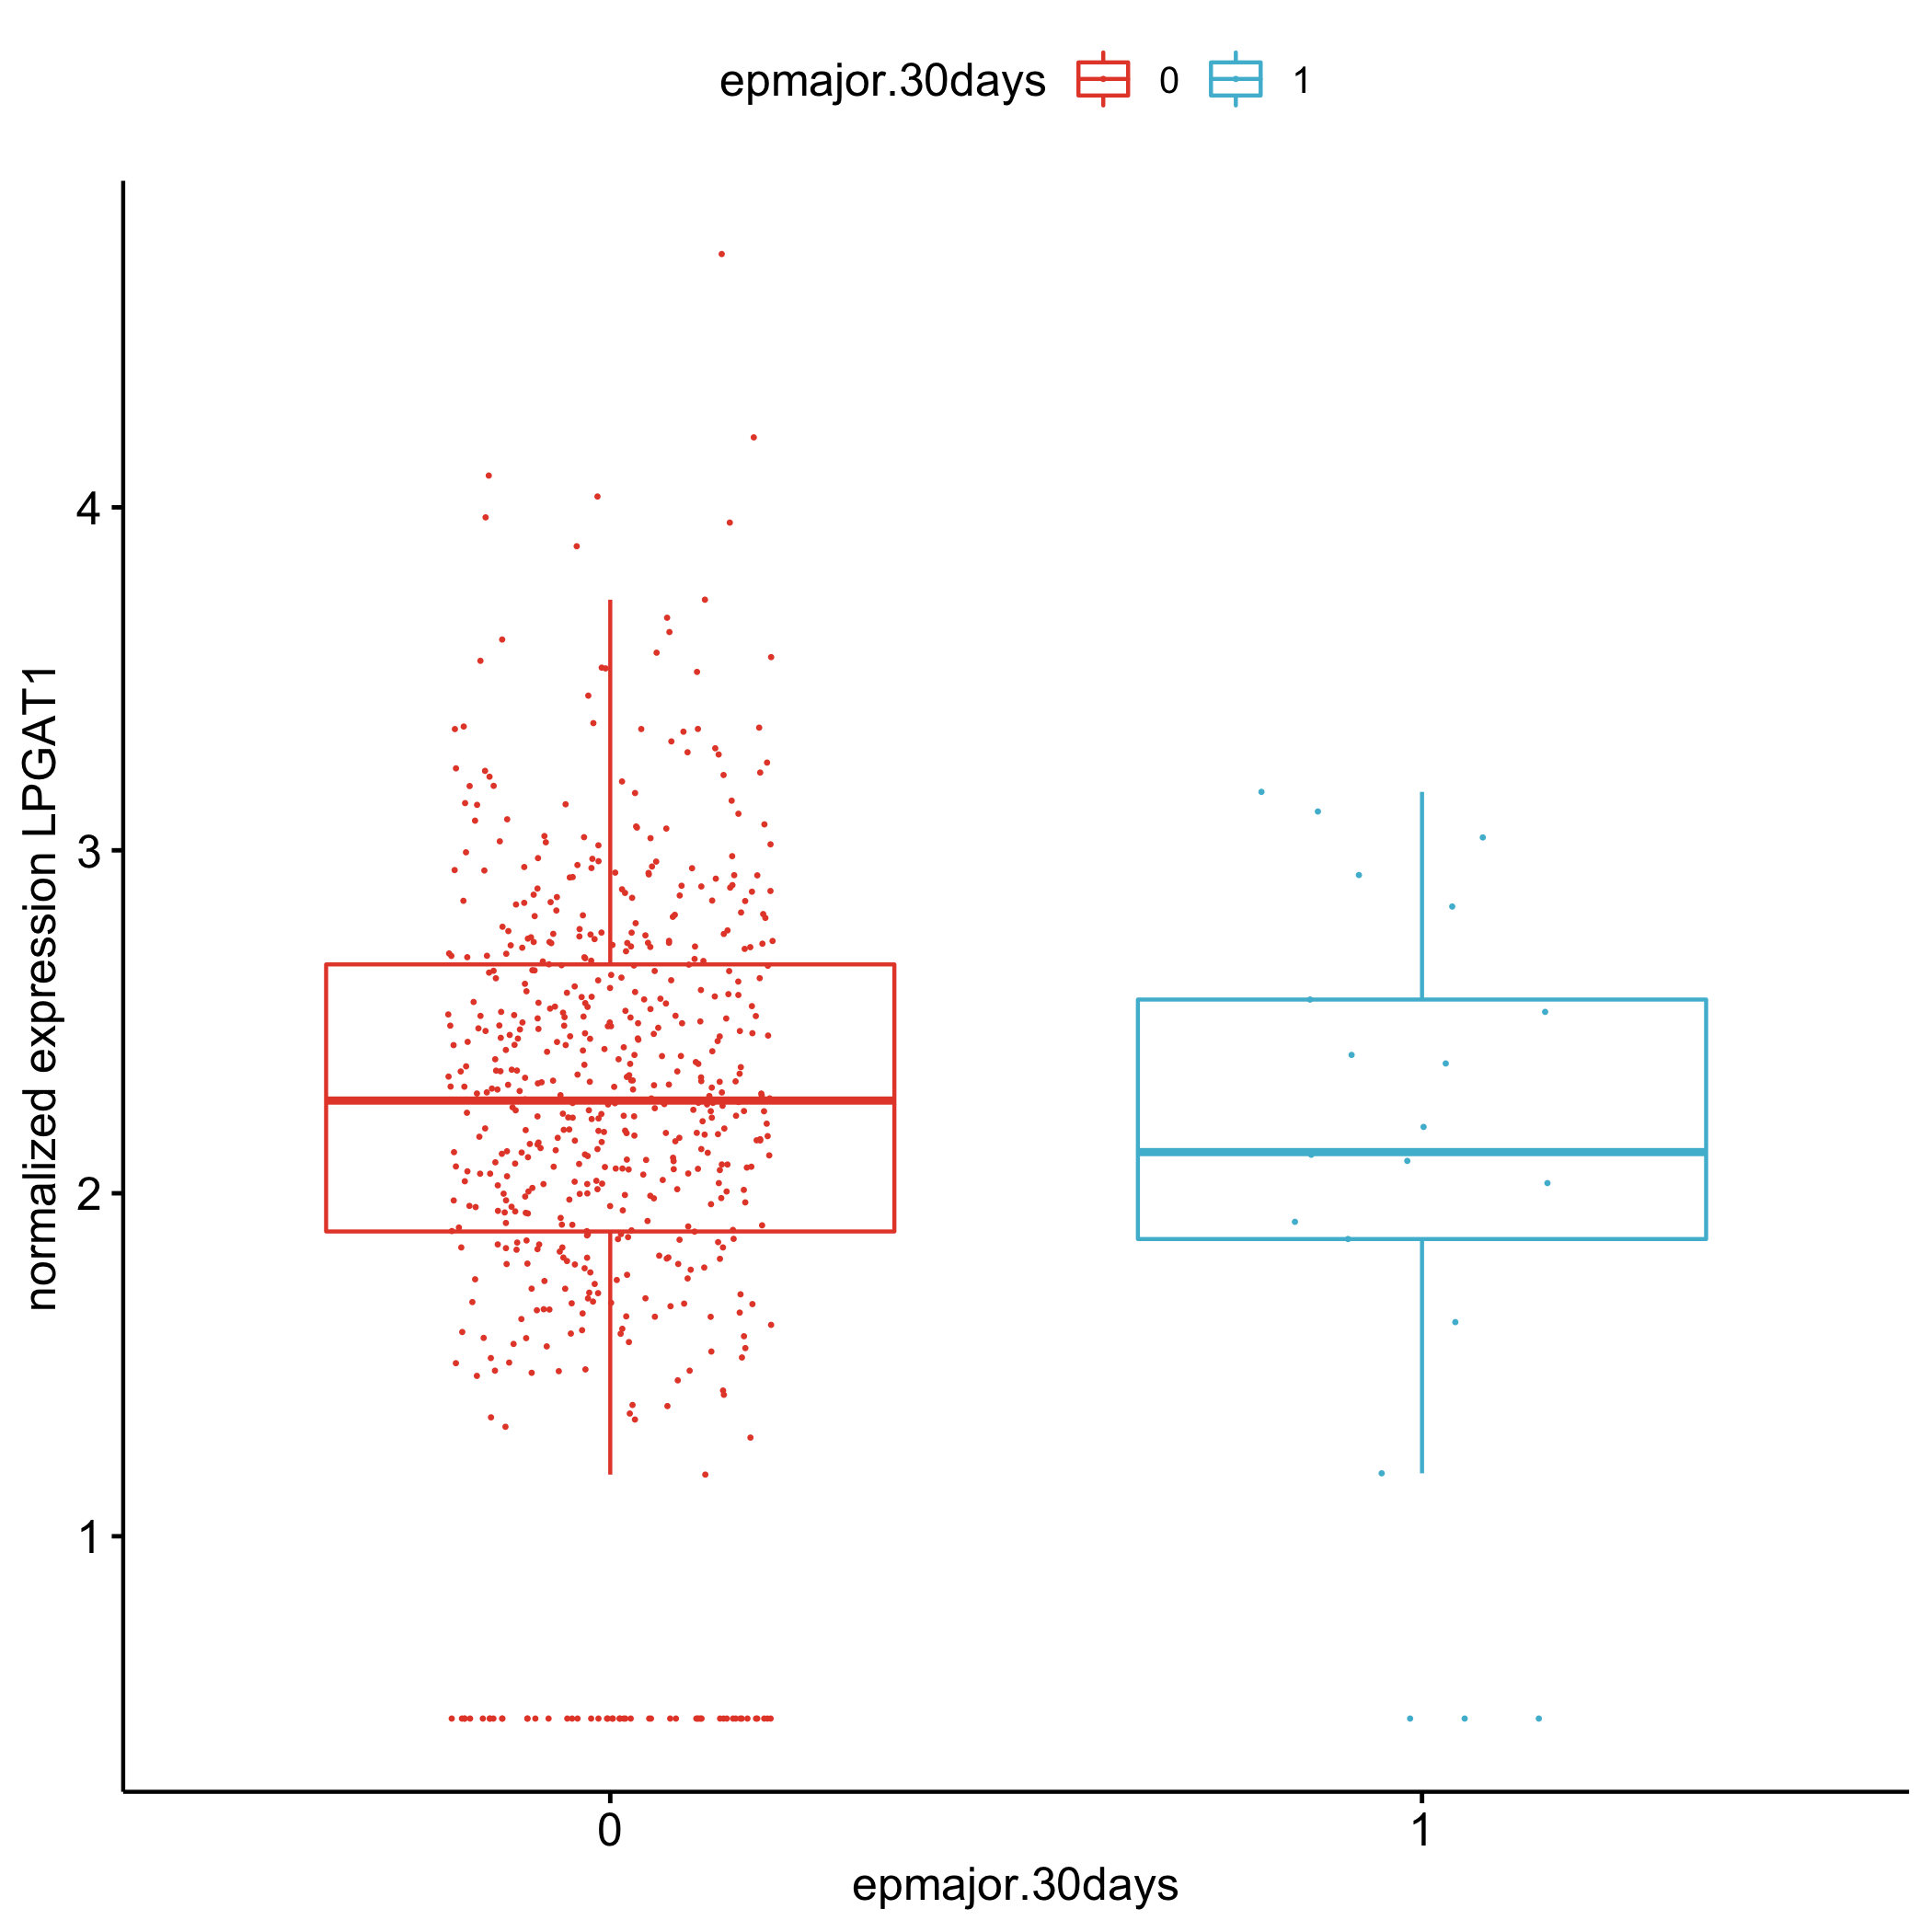 epmajor.30days 0 1
normalized expression LPGAT1
4
3
2
1
0 1
epmajor.30days